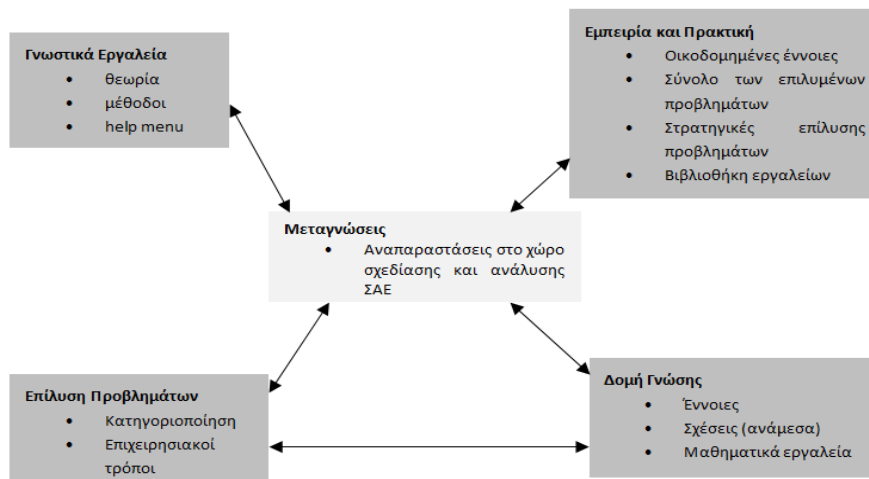 Γνωστικά Εργαλεία
• θεωρία
• μέθοδοι
• help menu
Εμπειρία και Πρακτική
• Οικοδομημένες έννοιες
• Σύνολο των επιλυμένων
προβλημάτων
• Στρατηγικές επίλυσης
προβλημάτων
• Βιβλιοθήκη εργαλείων
Μεταγνώσεις
• Αναπαραστάσεις στο χώρο
σχεδίασης και ανάλυσης
ΣΑΕ
Επίλυση Προβλημάτων
• Κατηγοριοποίηση
• Επιχειρησιακοί
τρόποι
Δομή Γνώσης
• Έννοιες
• Σχέσεις (ανάμεσα)
• Μαθηματικά εργαλεία